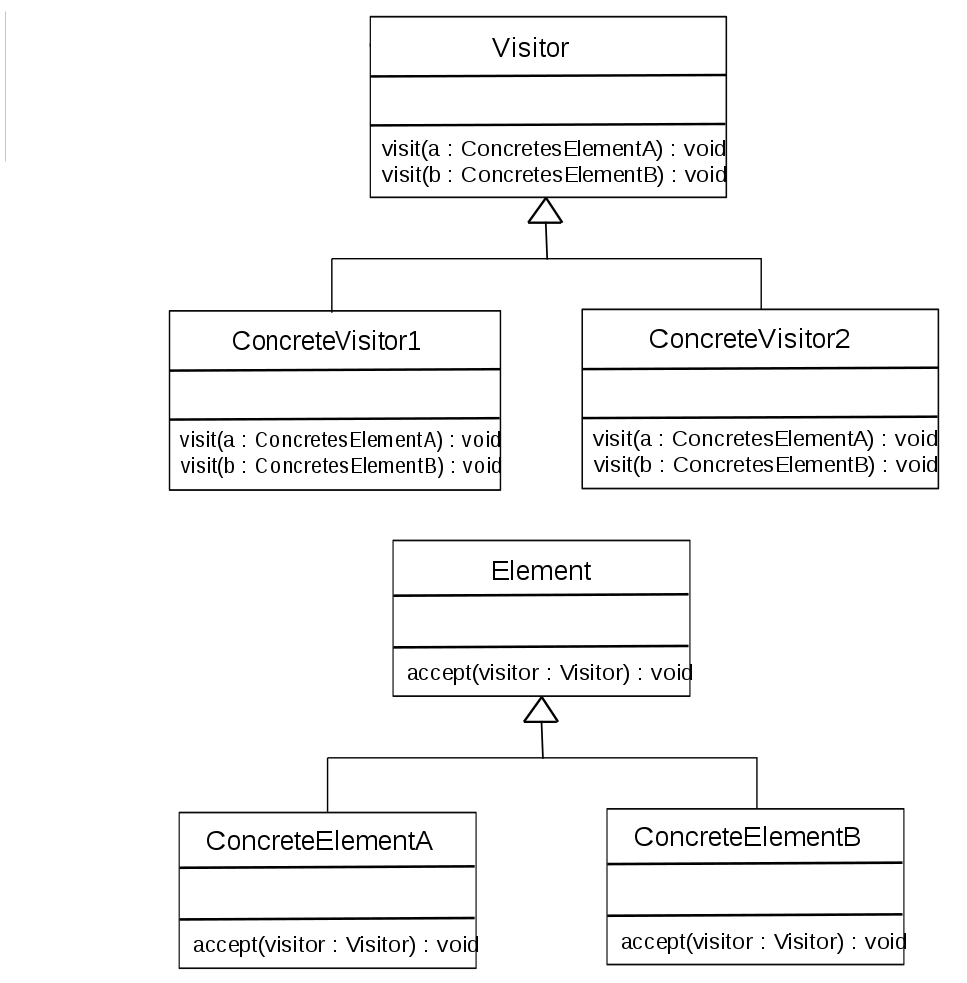 Visitor
visit(a : ConcretesElementA) : void
visit(b : ConcretesElementB) : void
ConcreteVisitor1
visit(a : ConcretesElementA) : void
visit(b : ConcretesElementB) : void
ConcreteVisitor2
visit(a : ConcretesElementA) : void
visit(b : ConcretesElementB) : void
Element
accept(visitor : Visitor) : void
ConcreteElementA
accept(visitor : Visitor) : void
ConcreteElementB
accept(visitor : Visitor) : void